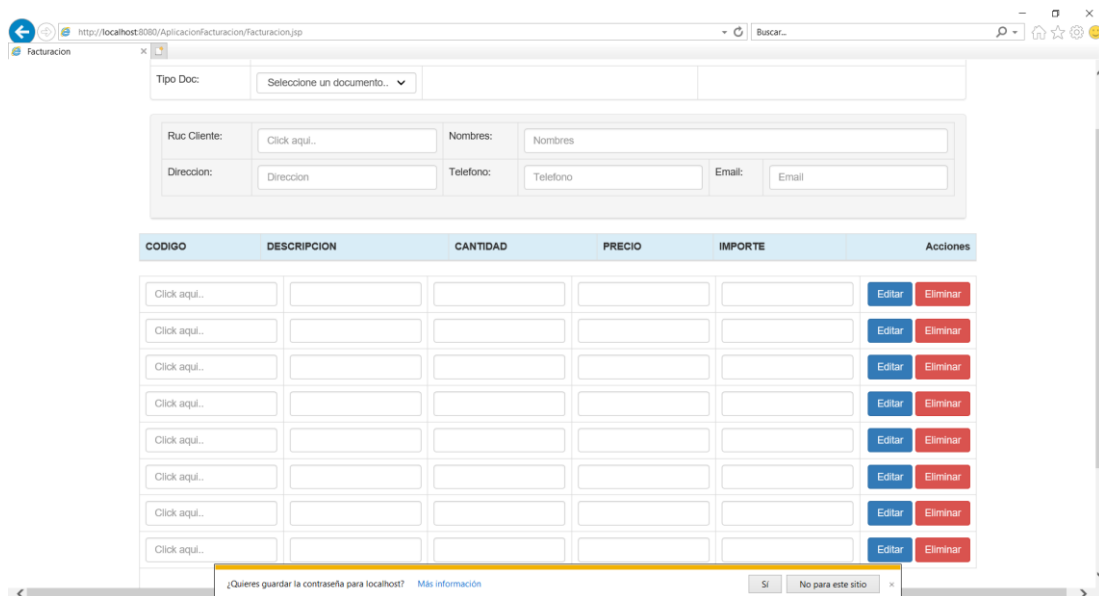 http://localhost:8080/AplicacionFacturacion/Facturacion.jsp
Buscar...
Facturacion
Tipo Doc:
Seleccione un documento..
Ruc Cliente:
Click aqui..
Nombres:
Nombres
Direccion:
Direccion
Telefono:
Telefono
Email:
Email
CODIGO DESCRIPCION CANTIDAD PRECIO IMPORTE Acciones
Click aqui.. Editar Eliminar
Click aqui.. Editar Eliminar
Click aqui.. Editar Eliminar
Click aqui.. Editar Eliminar
Click aqui.. Editar Eliminar
Click aqui.. Editar Eliminar
Click aqui.. Editar Eliminar
Click aqui.. Editar Eliminar
¿Quieres guardar la contraseña para localhost? Más información Sí No para este sitio